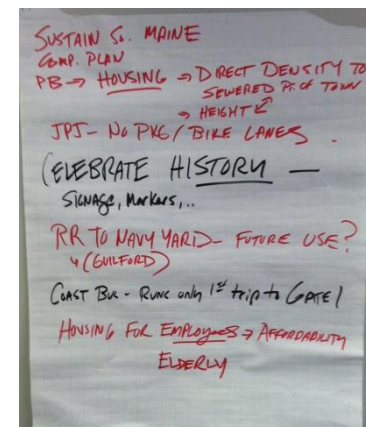 SUSTAIN So. MAINE
COMP. PLAN
PB → HOUSING → DIRECT DENSITY TO
SEWERED Pt. of TOWN
→ HEIGHT
JPJ - No PKG / BIKE LANES
CELEBRATE HISTORY —
SIGNAGE, MARKERS,...
RR TO NAVY YARD - FUTURE USE?
↳ (GUILFORD)
COAST BUS - RUNS only 1st trip to GATE 1
HOUSING FOR EMPLOYEES → AFFORDABILITY
ELDERLY